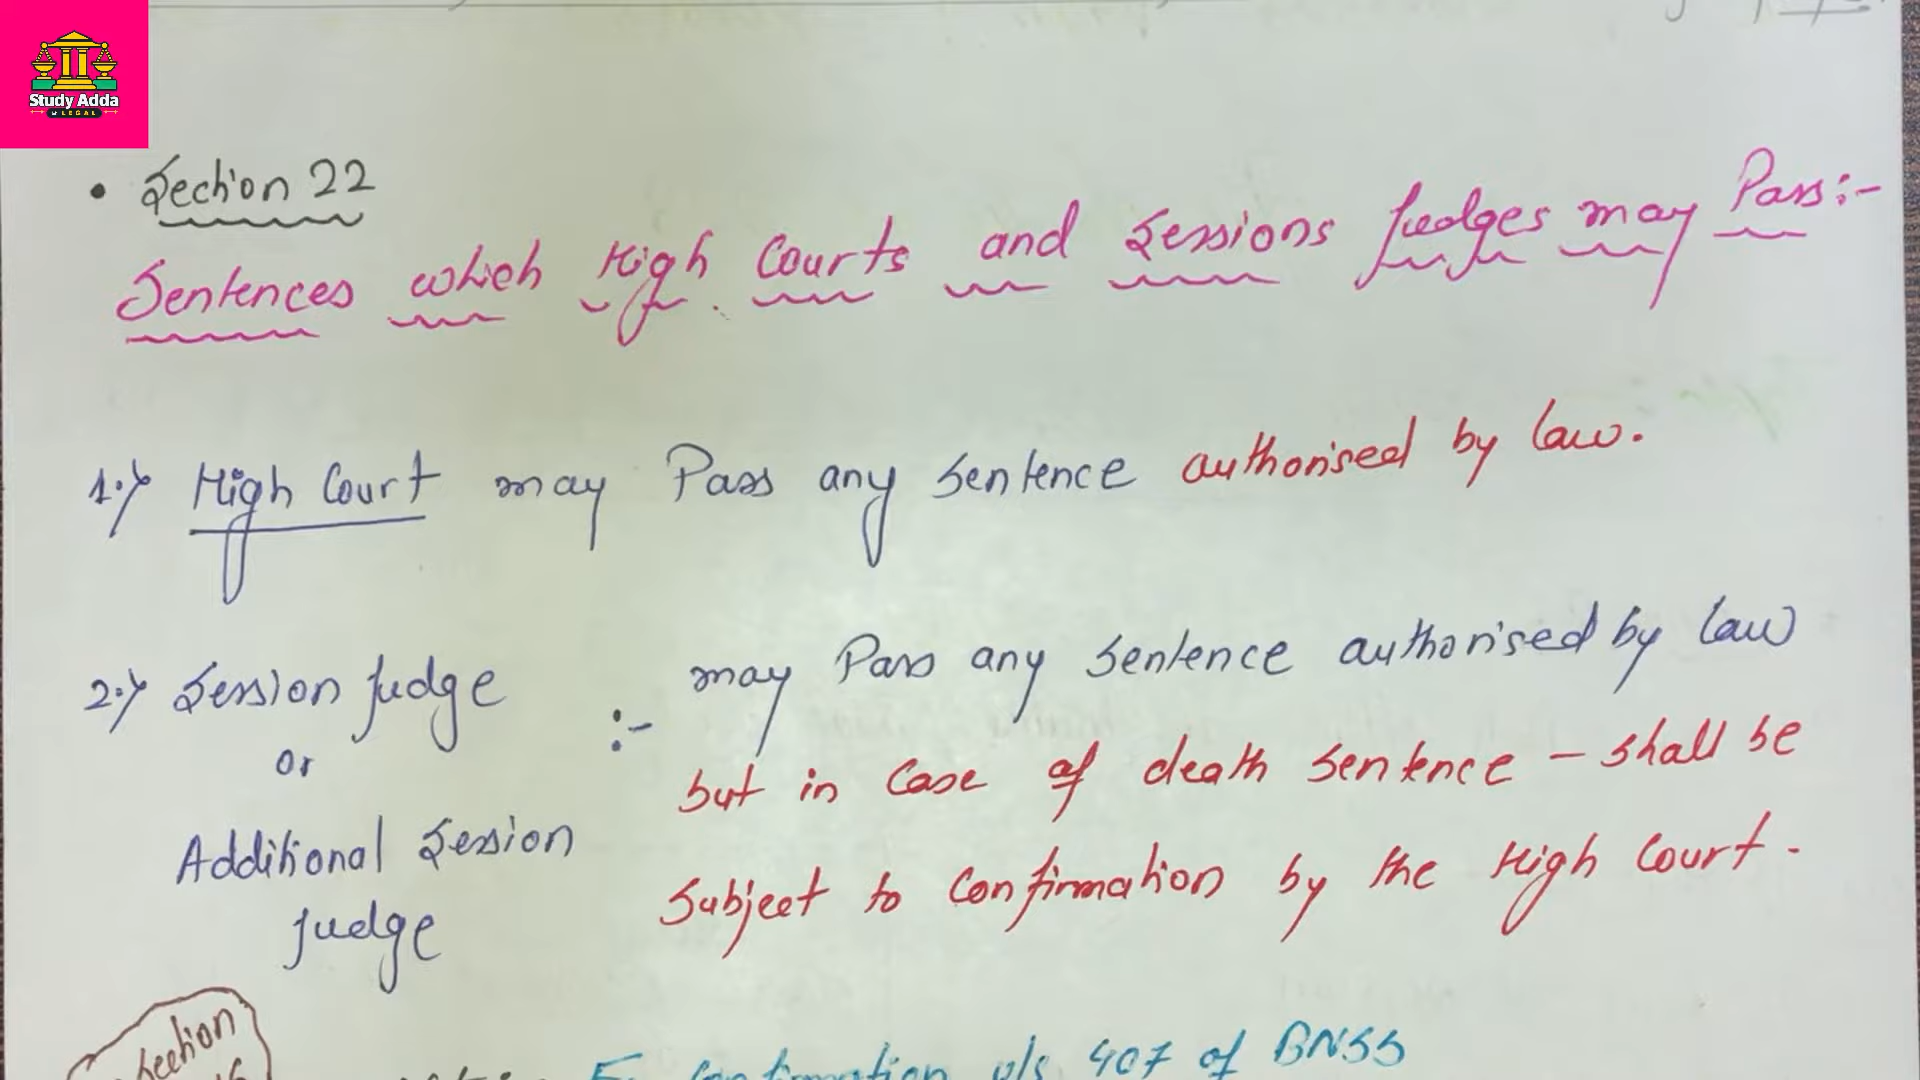 Study Adda
LEGAL
• Section 22
Sentences which High Courts and Sessions Judges may Pass:-
1.) High Court may Pass any Sentence authorised by law.
2.) Session Judge
or
Additional Session
Judge
:- may Pass any Sentence authorised by law
but in Case of death Sentence - shall be
Subject to Confirmation by the High Court.
Section
Confirmation u/s 407 of BNSS